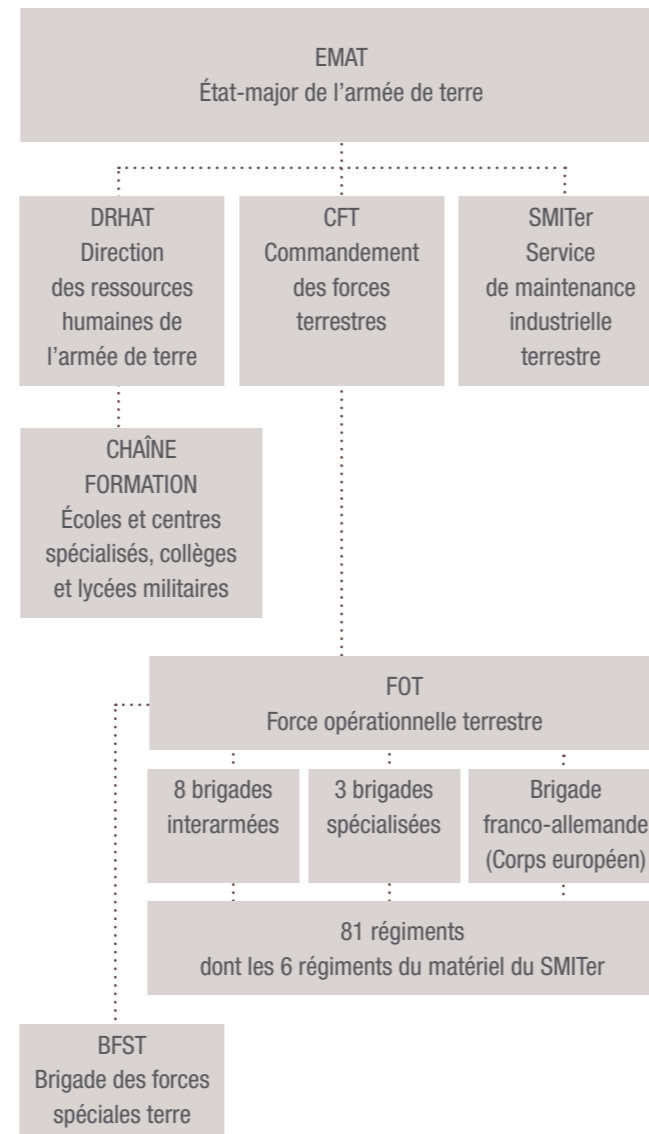 EMAT
État-major de l’armée de terre
DRHAT
Direction
des ressources
humaines de
l’armée de terre
CFT
Commandement
des forces
terrestres
SMITer
Service
de maintenance
industrielle
terrestre
CHAÎNE
FORMATION
Écoles et centres
spécialisés, collèges
et lycées militaires
FOT
Force opérationnelle terrestre
8 brigades
interarmées
3 brigades
spécialisées
Brigade
franco-allemande
(Corps européen)
81 régiments
dont les 6 régiments du matériel du SMITer
BFST
Brigade des forces
spéciales terre